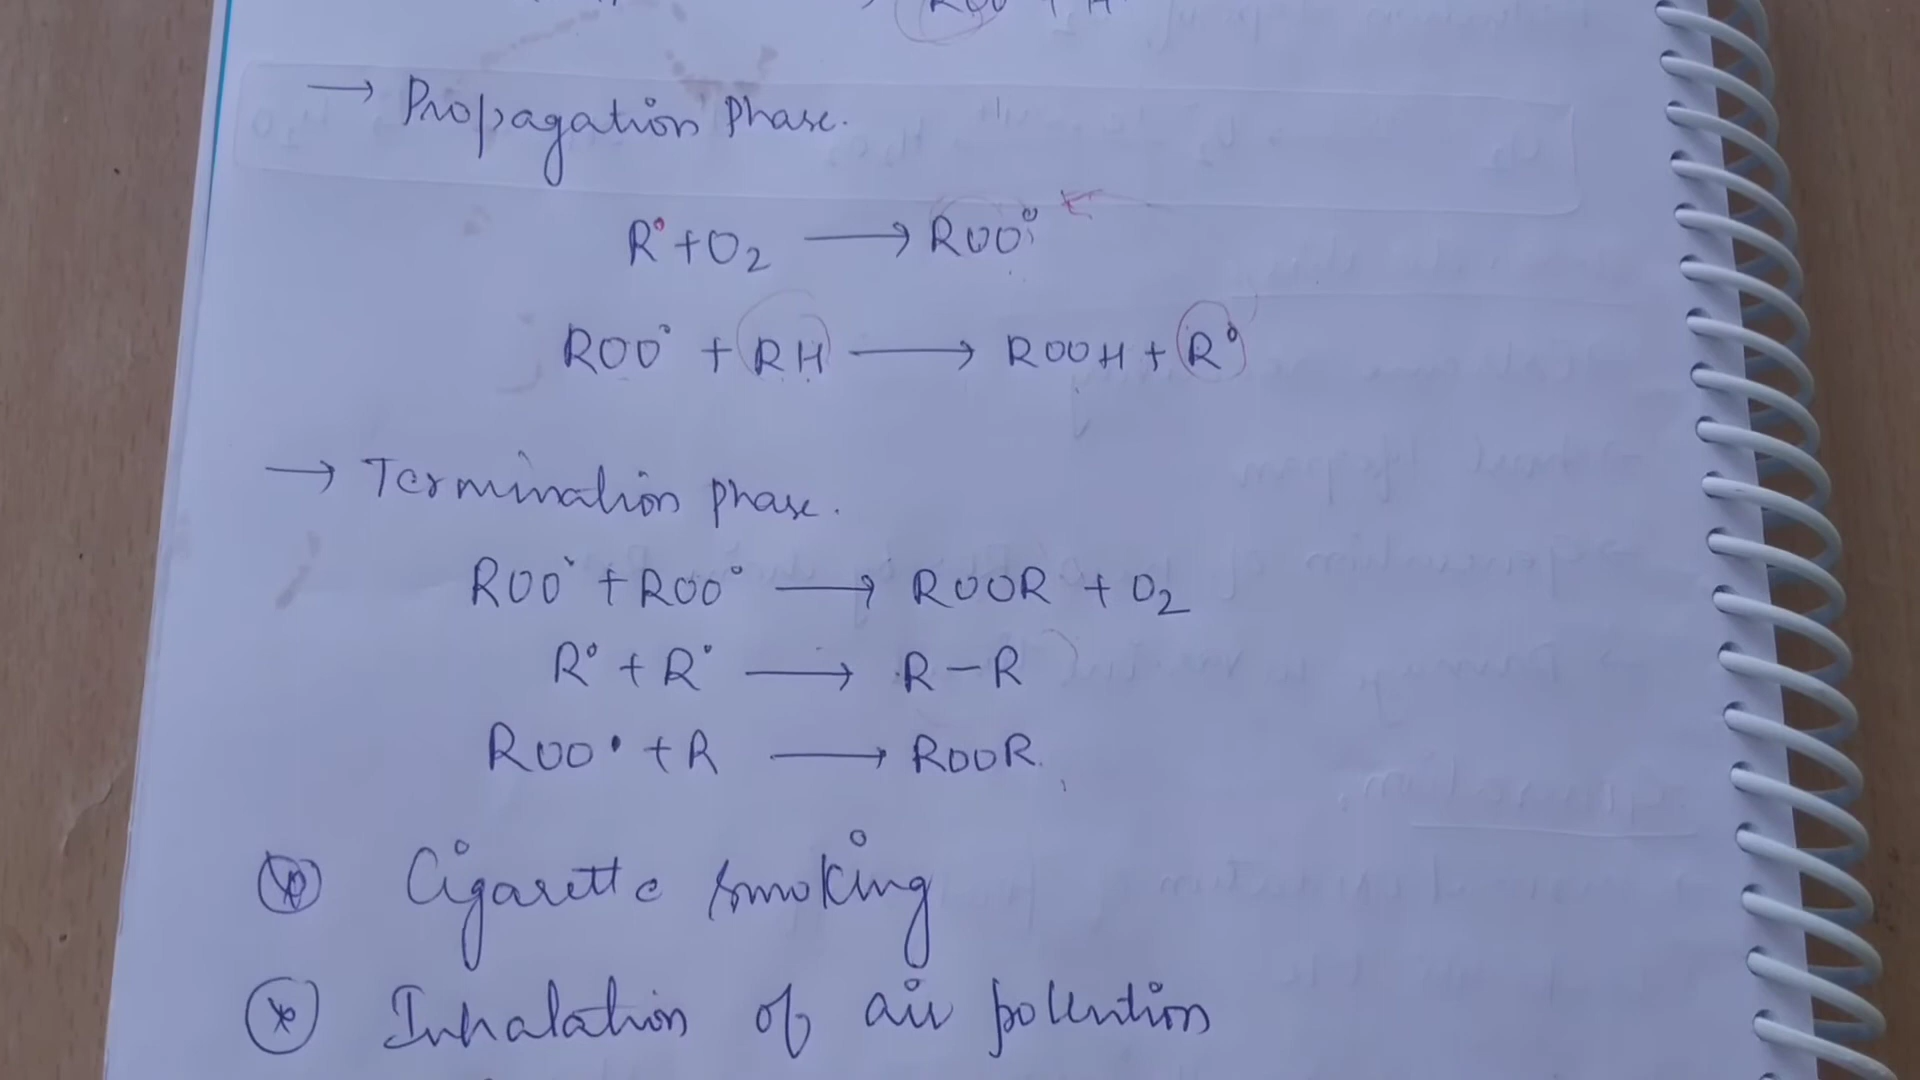 ROO + H
→ Propagation Phase.
R° + O₂ ⟶ ROO°
ROO° + RH ⟶ ROOH + R°
→ Termination phase.
ROO° + ROO° ⟶ ROOR + O₂
R° + R° ⟶ R – R
ROO• + R ⟶ ROOR.
Cigarette smoking
Inhalation of air pollution